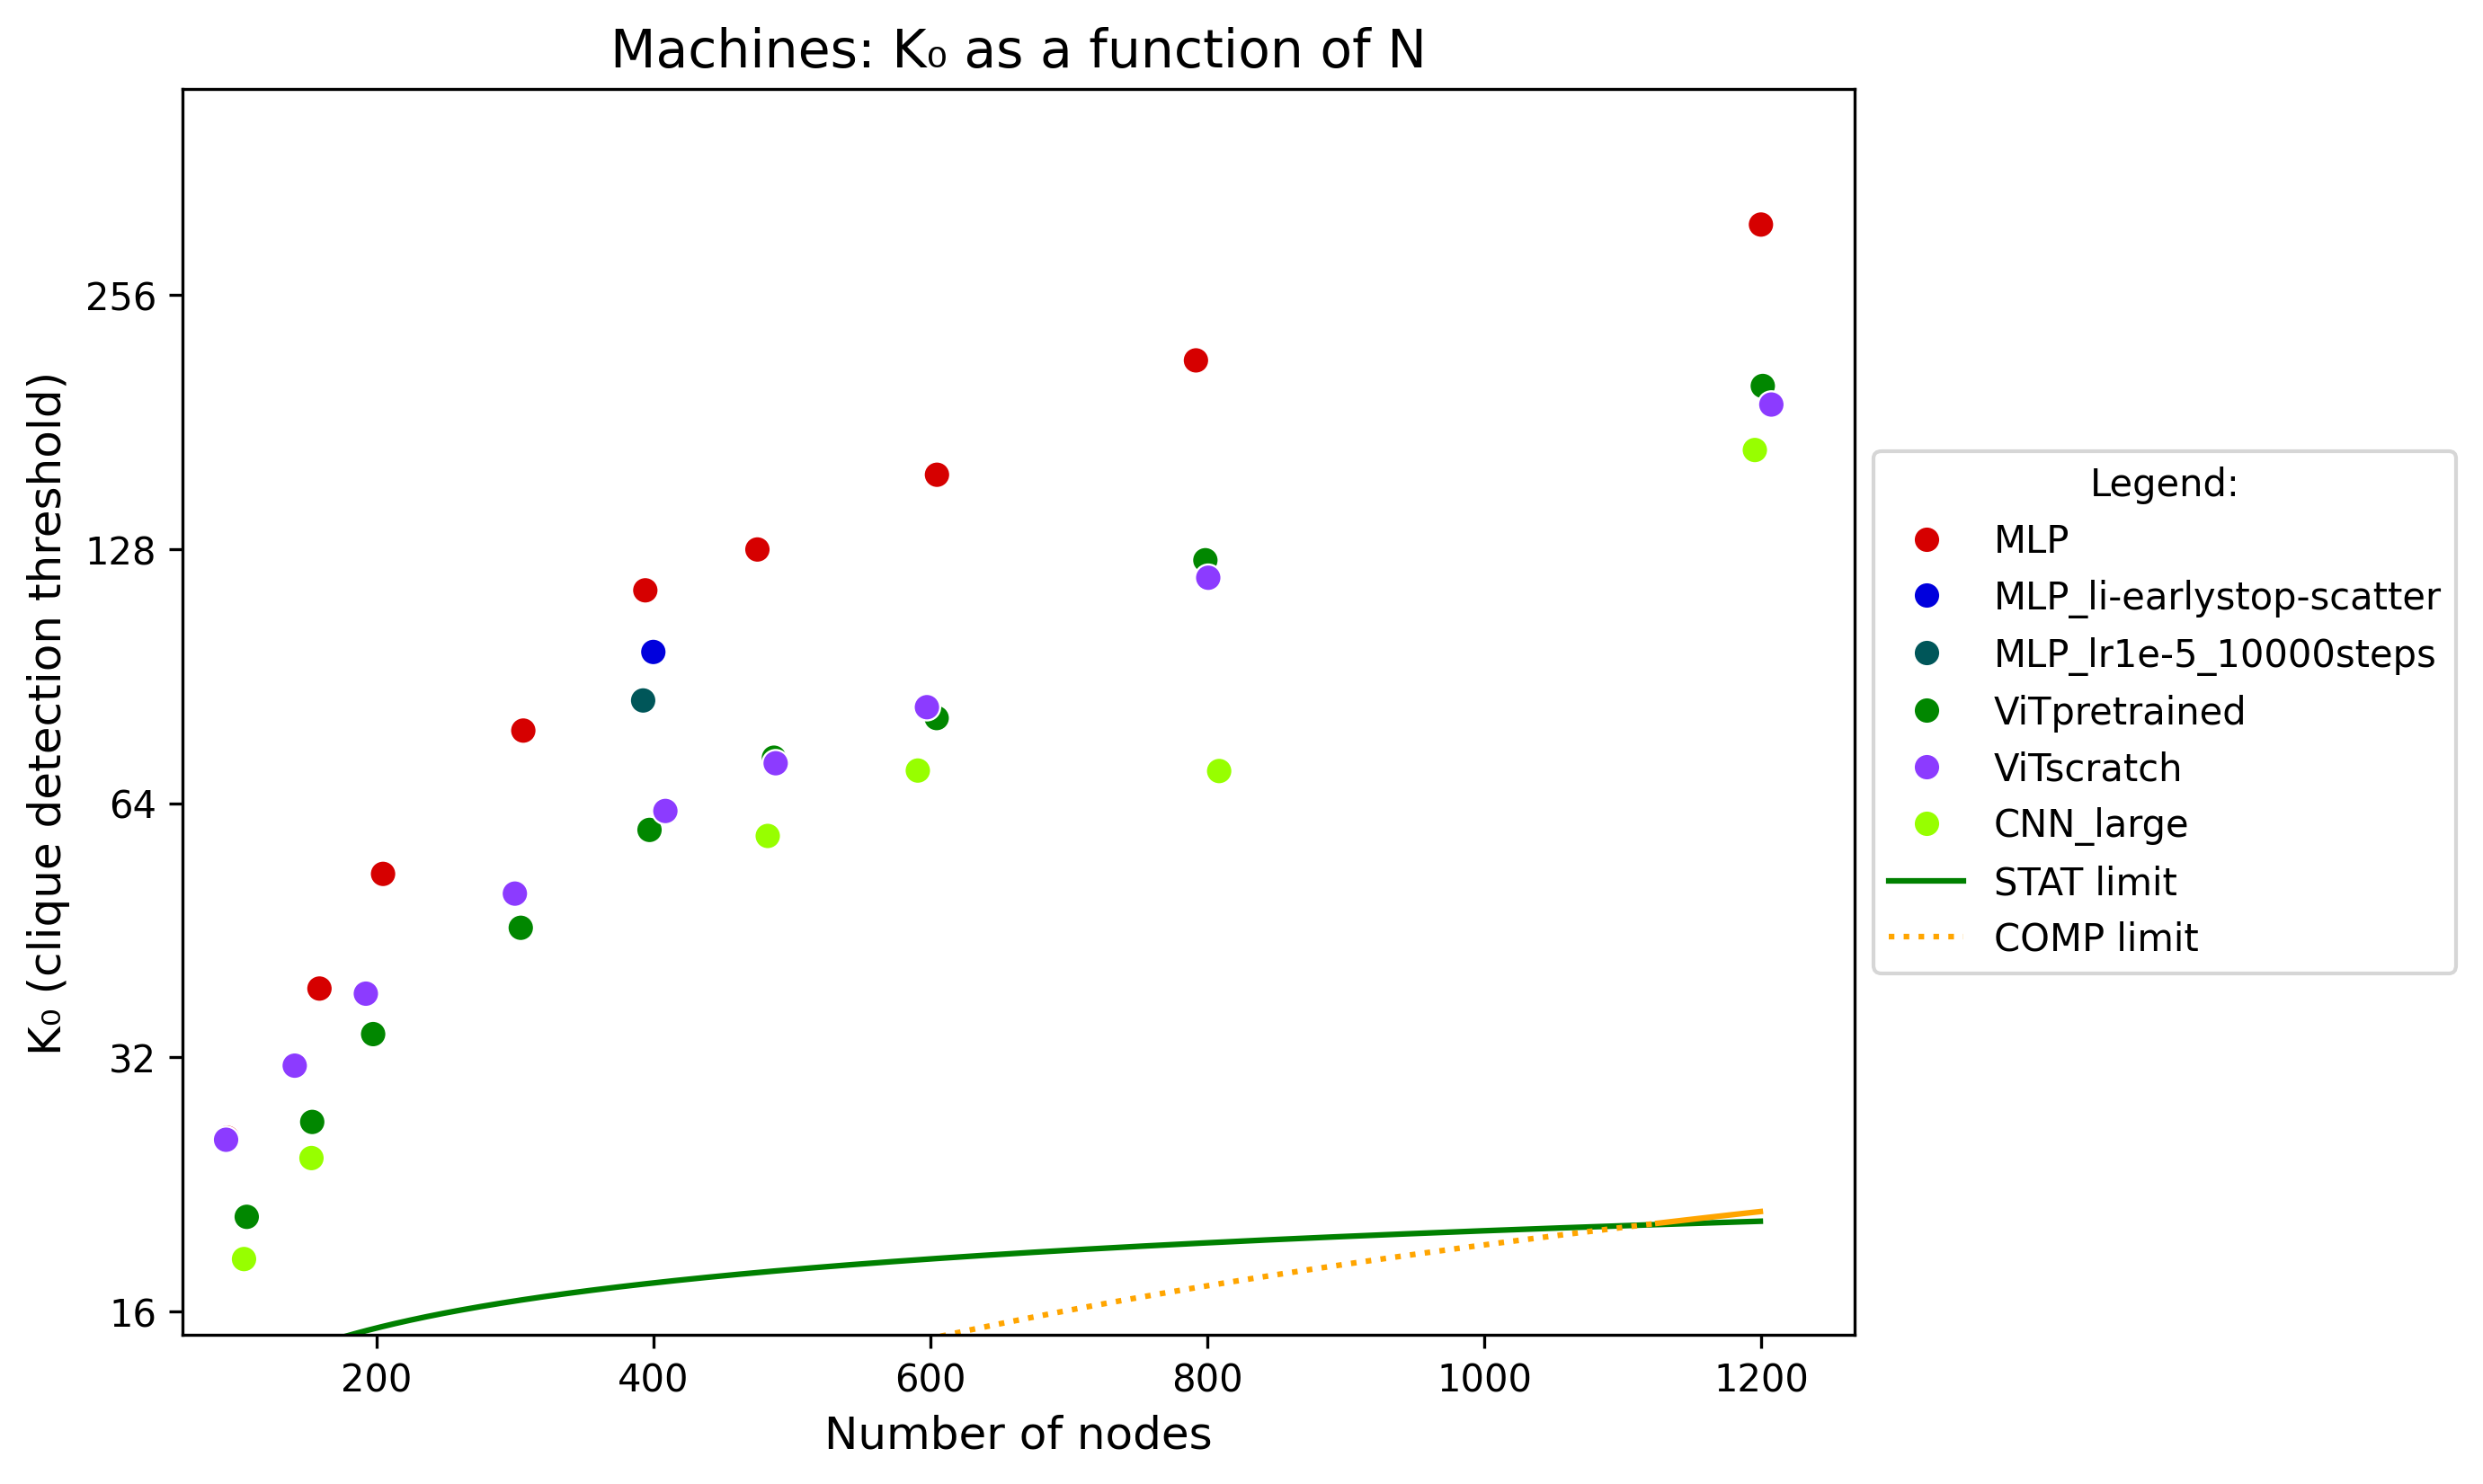 Machines: K₀ as a function of N
K₀ (clique detection threshold)
256
128
64
32
16
200
400
600
800
1000
1200
Number of nodes
Legend:
MLP
MLP_li-earlystop-scatter
MLP_lr1e-5_10000steps
ViTpretrained
ViTscratch
CNN_large
STAT limit
COMP limit